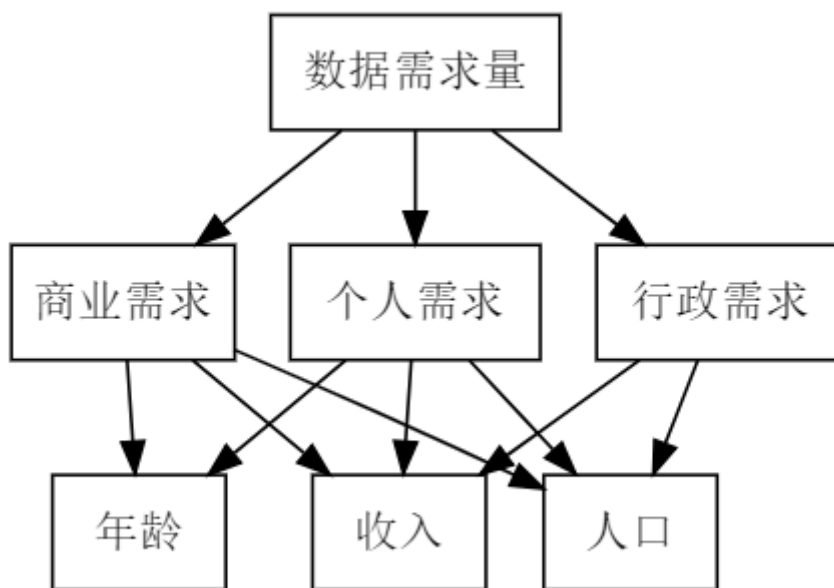 数据需求量
商业需求
个人需求
行政需求
年龄
收入
人口